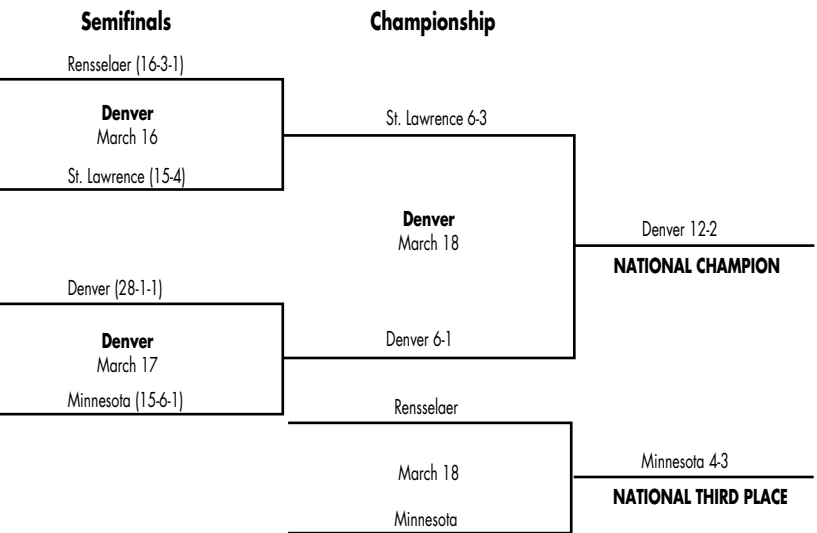 Semifinals
Championship
Rensselaer (16-3-1)
Denver
March 16
St. Lawrence (15-4)
St. Lawrence 6-3
Denver
March 18
Denver 12-2
NATIONAL CHAMPION
Denver (28-1-1)
Denver
March 17
Minnesota (15-6-1)
Denver 6-1
Rensselaer
March 18
Minnesota
Minnesota 4-3
NATIONAL THIRD PLACE